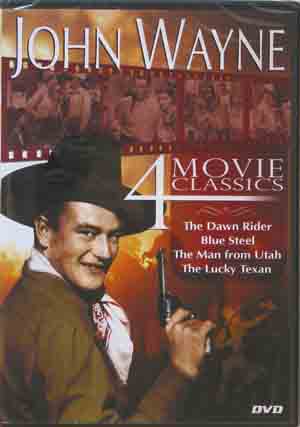 JOHN WAYNE
4 MOVIE
CLASSICS
The Dawn Rider
Blue Steel
The Man from Utah
The Lucky Texan
DVD